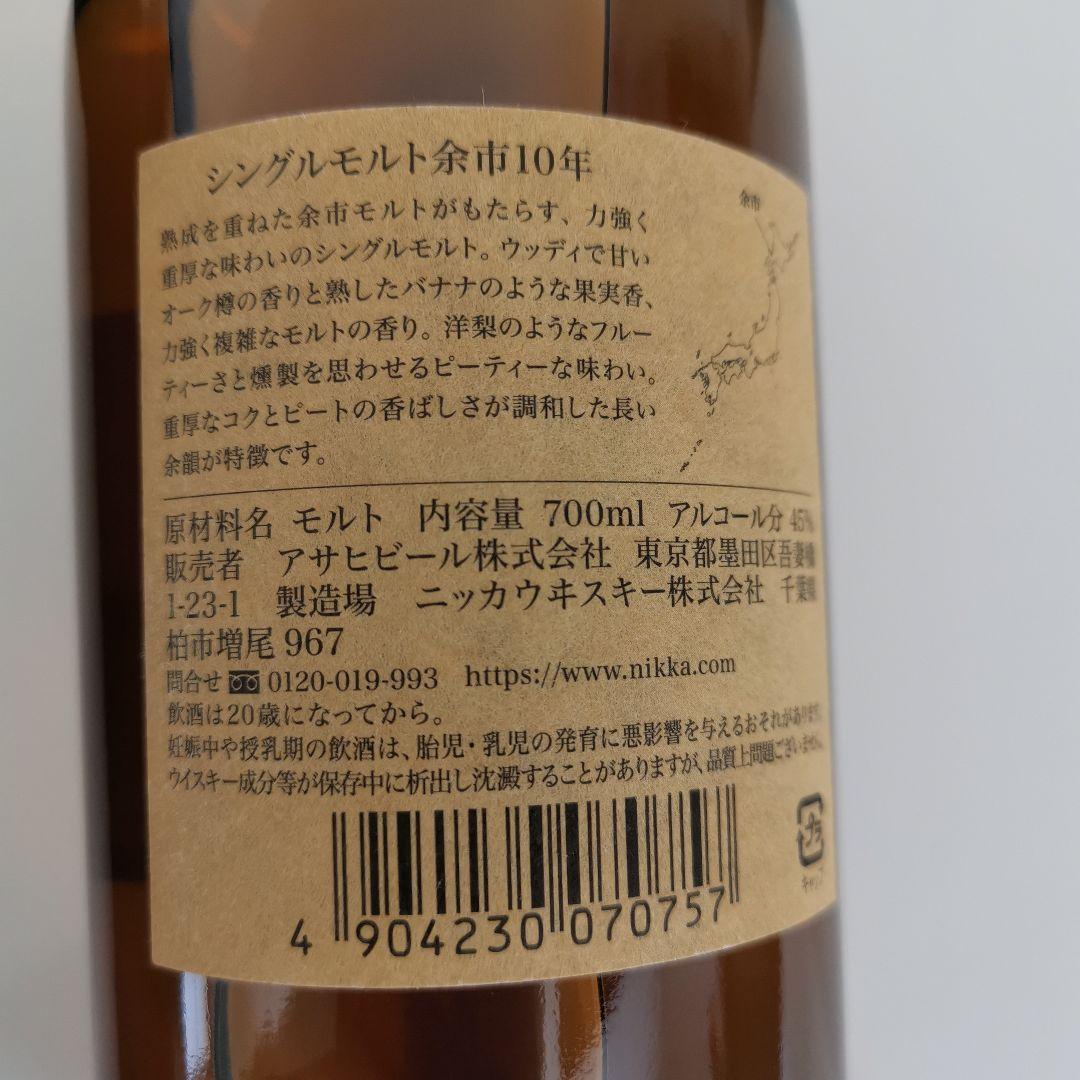 シングルモルト余市10年
余市
熟成を重ねた余市モルトがもたらす、力強く
重厚な味わいのシングルモルト。ウッディで甘い
オーク樽の香りと熟したバナナのような果実香、
力強く複雑なモルトの香り。洋梨のようなフルー
ティーさと燻製を思わせるピーティーな味わい。
重厚なコクとピートの香ばしさが調和した長い
余韻が特徴です。
原材料名 モルト 内容量 700ml アルコール分 45%
販売者 アサヒビール株式会社 東京都墨田区吾妻橋
1-23-1 製造場 ニッカウヰスキー株式会社 千葉県
柏市増尾967
問合せ 0120-019-993 https://www.nikka.com
飲酒は20歳になってから。
妊娠中や授乳期の飲酒は、胎児・乳児の発育に悪影響を与えるおそれがあります。
ウイスキー成分等が保存中に析出し沈澱することがありますが、品質上問題ございません。
プラ
キャップ
4 904230 070757